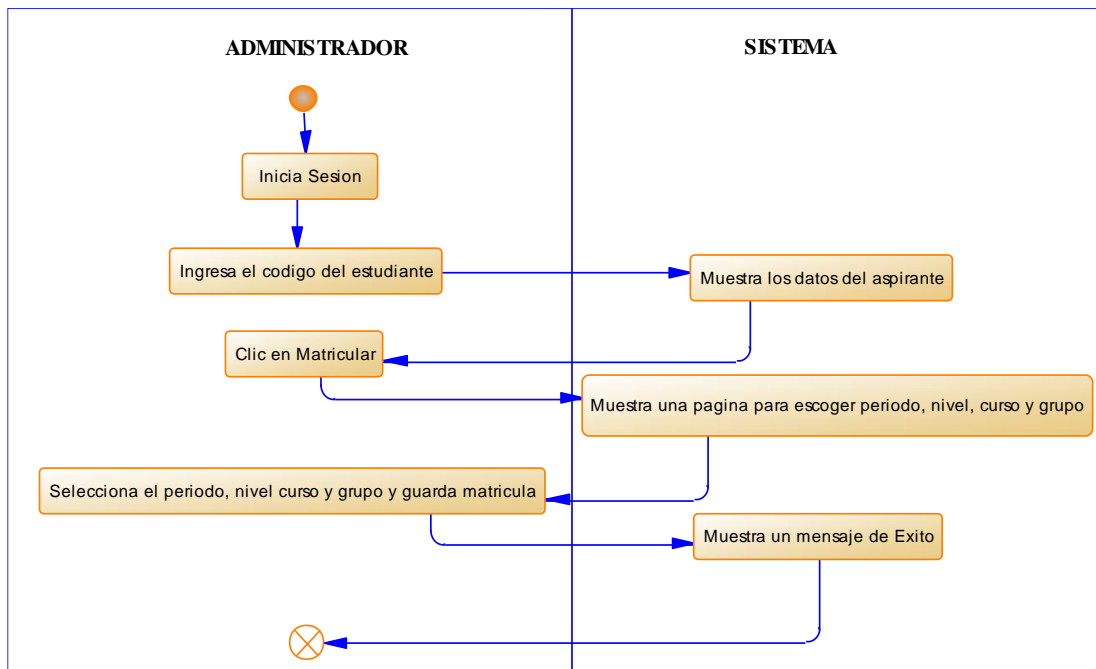 ADMINISTRADOR
SISTEMA
Inicia Sesion
Ingresa el codigo del estudiante
Muestra los datos del aspirante
Clic en Matricular
Muestra una pagina para escoger periodo, nivel, curso y grupo
Selecciona el periodo, nivel curso y grupo y guarda matricula
Muestra un mensaje de Exito